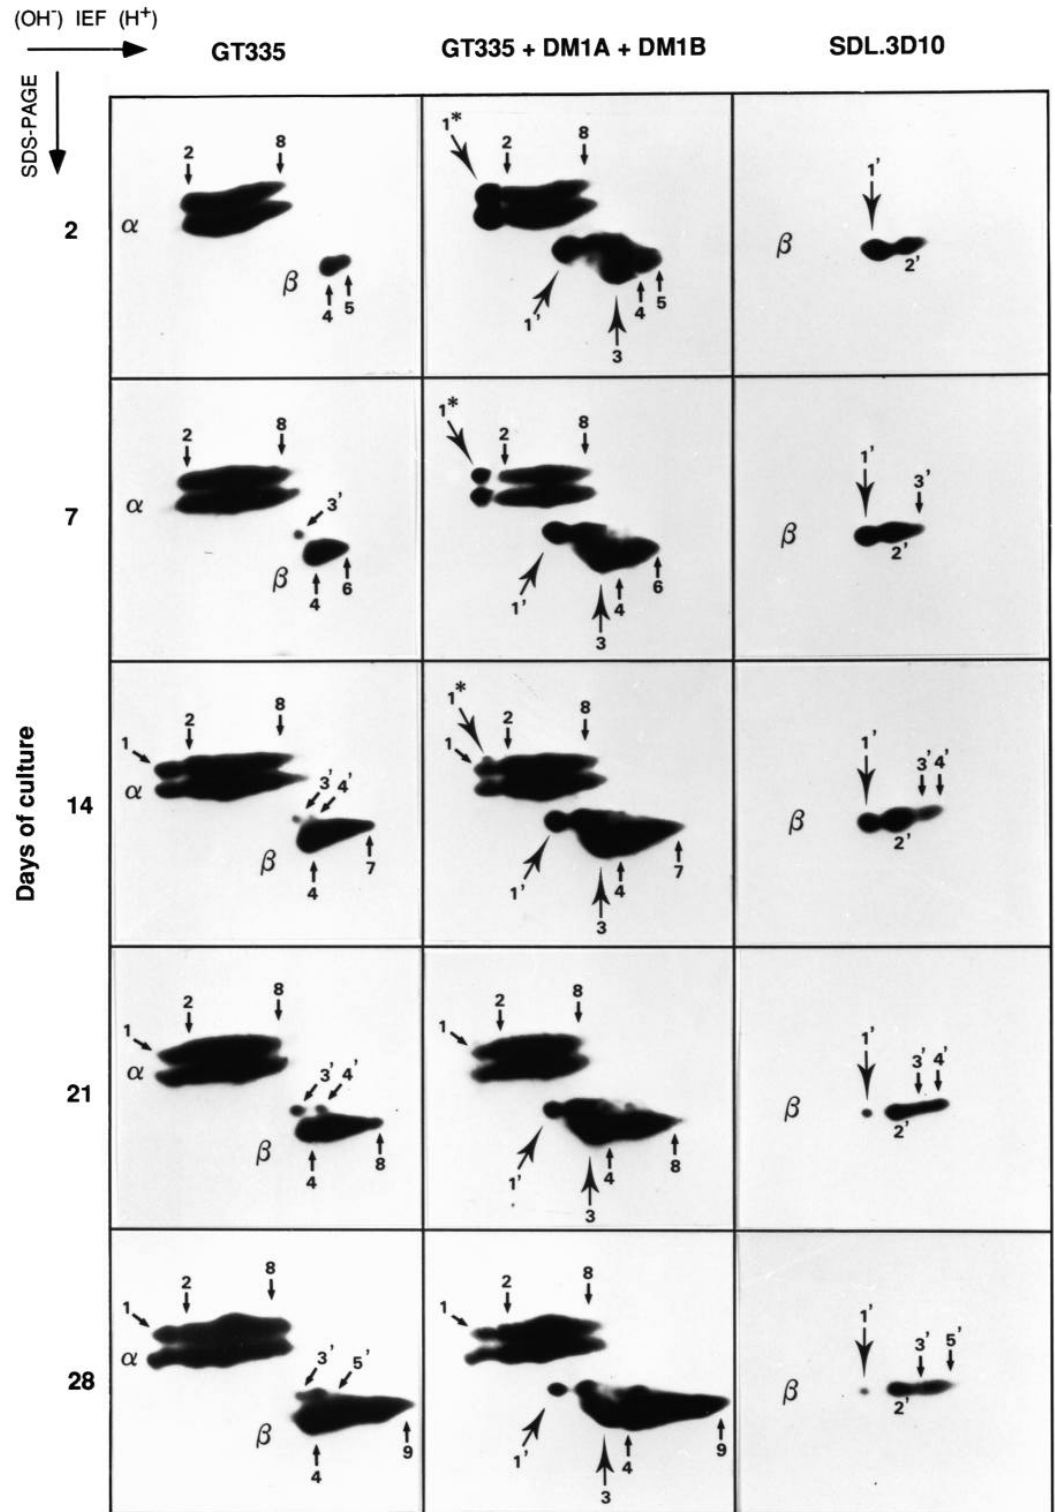 (OH⁻) IEF (H⁺)
GT335
GT335 + DM1A + DM1B
SDL.3D10
SDS-PAGE
Days of culture
2
2 8
α
β
4 5
1* 2 8
1' 3 4 5
1'
β
2'
7
2 8
α
3'
β
4 6
1* 2 8
1' 3 4 6
1' 3'
β
2'
14
1 2 8
α
3' 4'
β
4 7
1* 1 2 8
1' 3 4 7
1' 3' 4'
β
2'
21
1 2 8
α
3' 4'
β
4 8
1 2 8
1' 3 4 8
1' 3' 4'
β
2'
28
1 2 8
α
3' 5'
β
4 9
1 2 8
1' 3 4 9
1' 3' 5'
β
2'